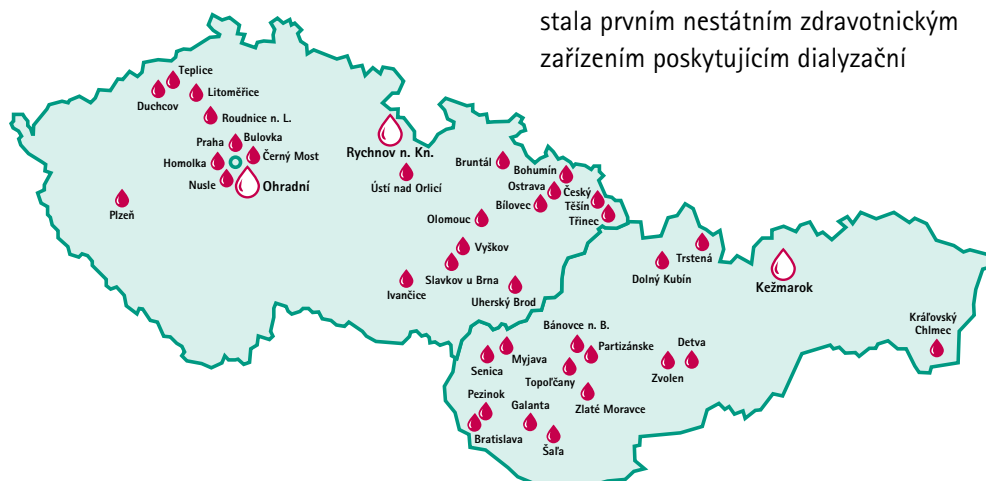 stala prvním nestátním zdravotnickým
zařízením poskytujícím dialyzační
Teplice
Duchcov
Litoměřice
Roudnice n. L.
Praha
Bulovka
Homolka
Černý Most
Nusle
Ohradní
Plzeň
Rychnov n. Kn.
Ústí nad Orlicí
Bruntál
Bohumín
Ostrava
Český
Těšín
Bílovec
Třinec
Olomouc
Vyškov
Slavkov u Brna
Ivančice
Uherský Brod
Trstená
Dolný Kubín
Kežmarok
Kráľovský
Chlmec
Bánovce n. B.
Partizánske
Detva
Myjava
Senica
Topoľčany
Zvolen
Zlaté Moravce
Pezinok
Galanta
Bratislava
Šaľa